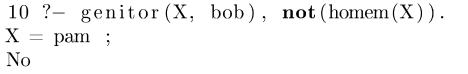 10 ?− genitor(X, bob), not(homem(X)).
X = pam ;
No